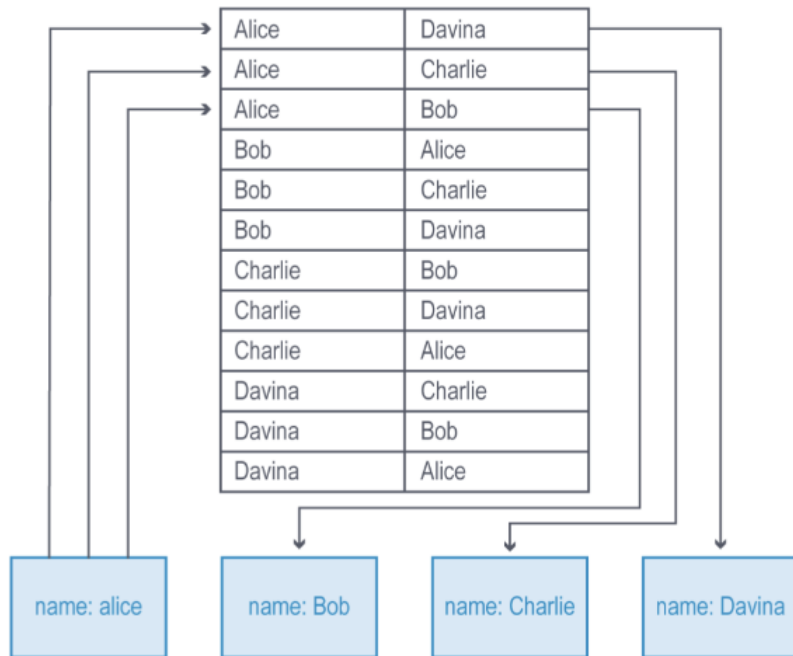 Alice Davina
Alice Charlie
Alice Bob
Bob Alice
Bob Charlie
Bob Davina
Charlie Bob
Charlie Davina
Charlie Alice
Davina Charlie
Davina Bob
Davina Alice
name: alice name: Bob name: Charlie name: Davina